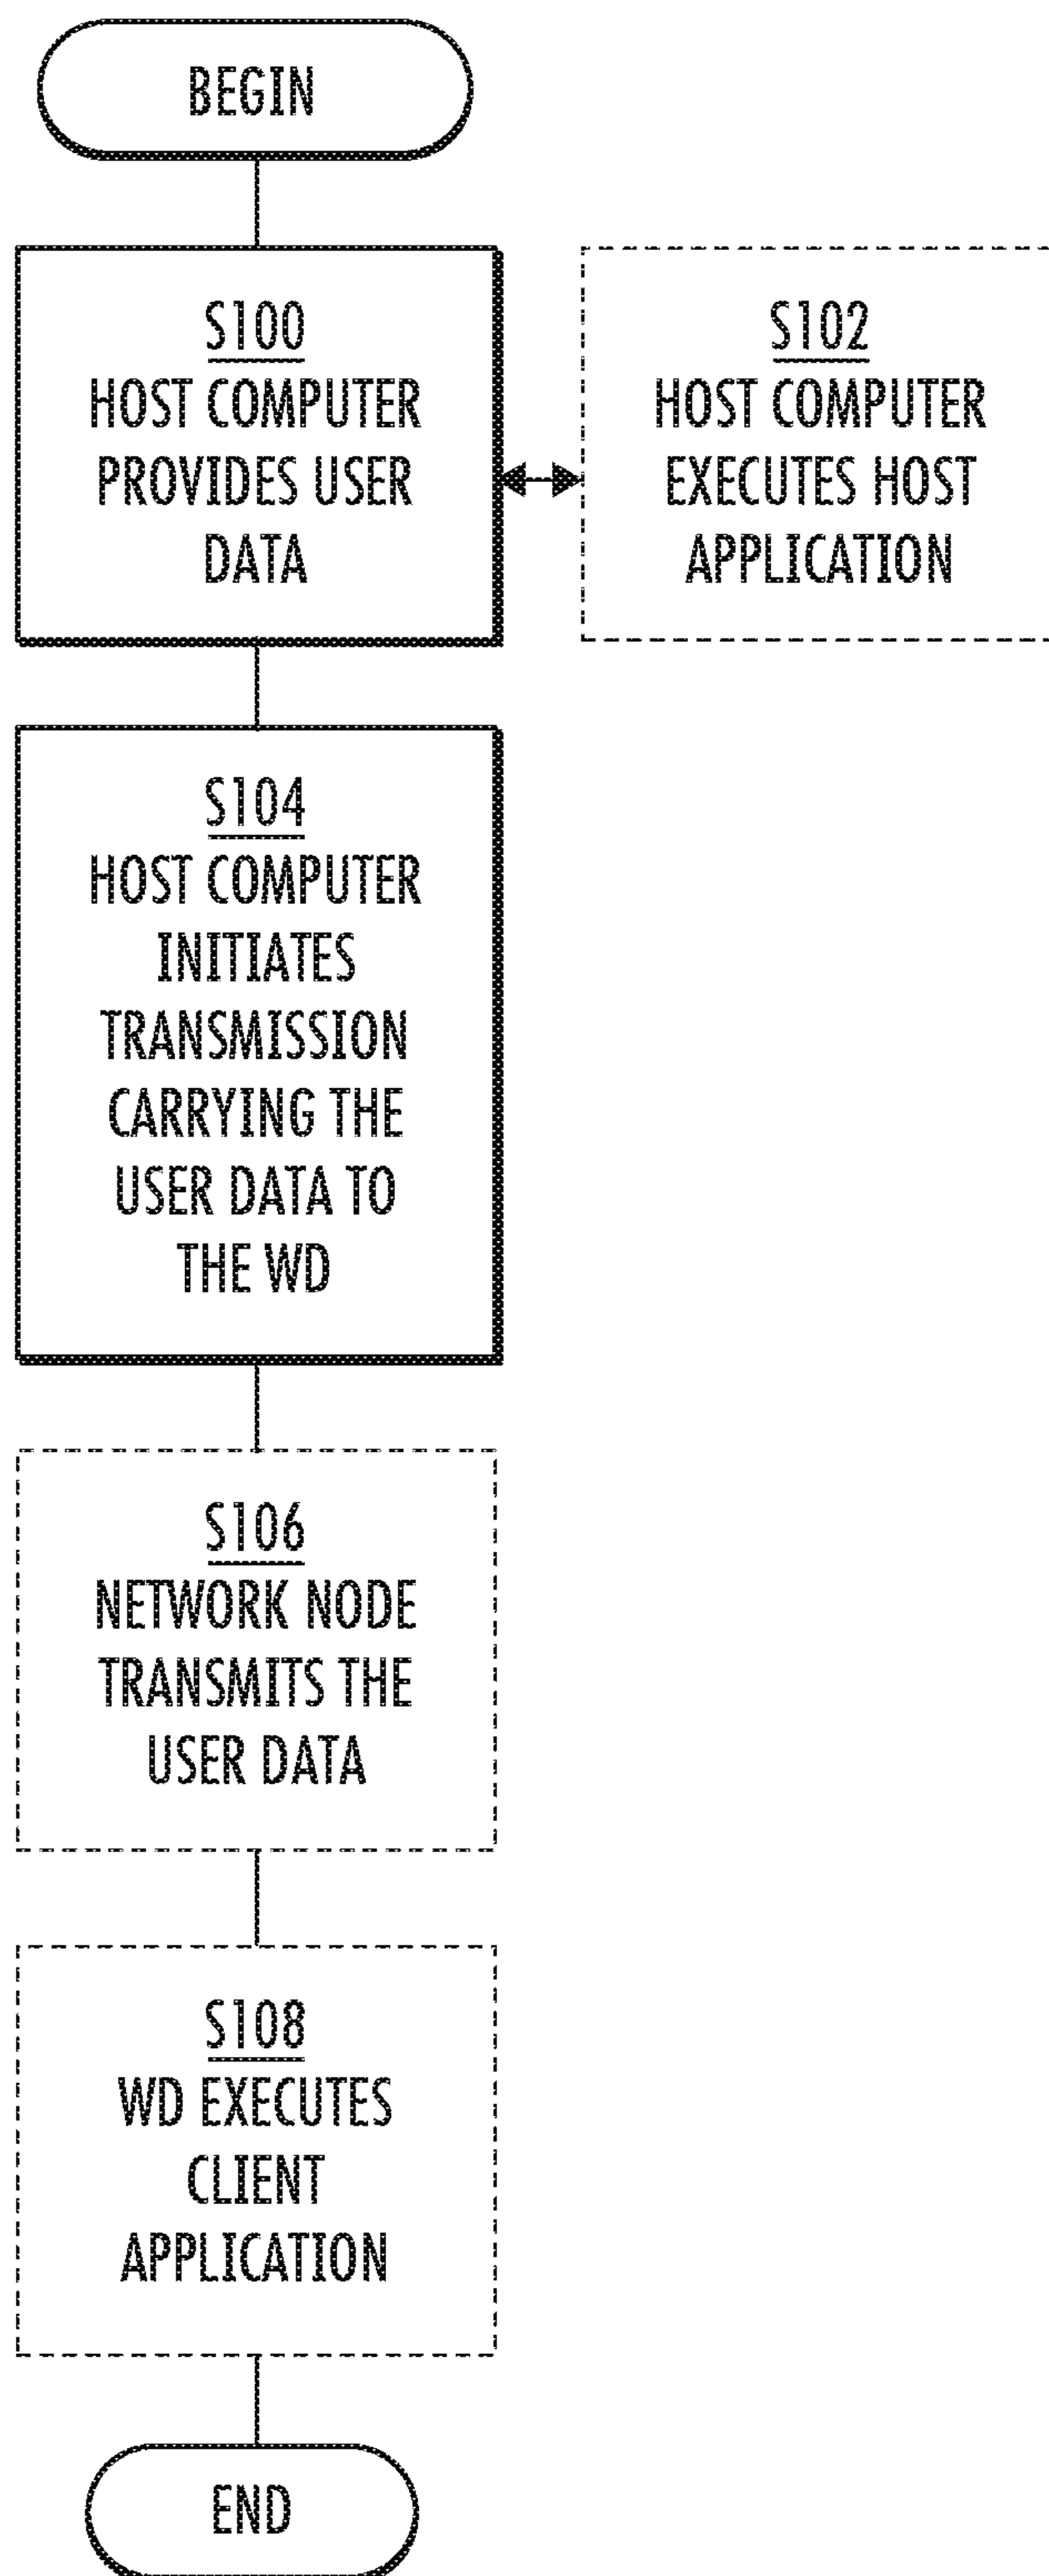 BEGIN
S100
HOST COMPUTER
PROVIDES USER
DATA
S102
HOST COMPUTER
EXECUTES HOST
APPLICATION
S104
HOST COMPUTER
INITIATES
TRANSMISSION
CARRYING THE
USER DATA TO
THE WD
S106
NETWORK NODE
TRANSMITS THE
USER DATA
S108
WD EXECUTES
CLIENT
APPLICATION
END